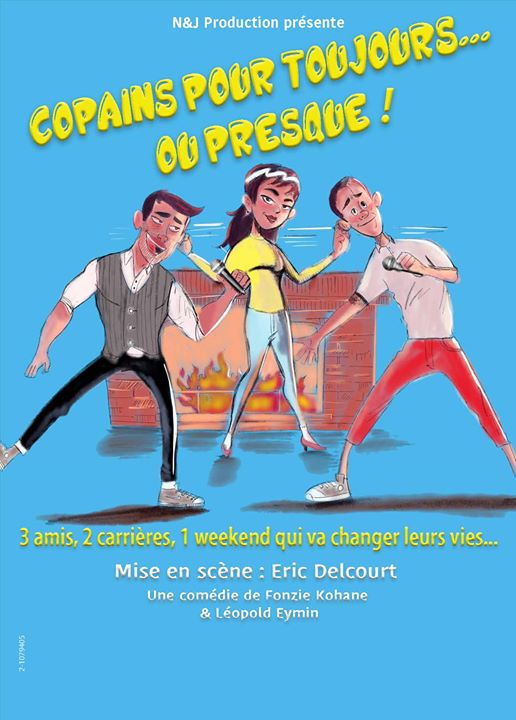 N&J Production présente
COPAINS POUR TOUJOURS...
OU PRESQUE !
3 amis, 2 carrières, 1 weekend qui va changer leurs vies...
Mise en scène : Eric Delcourt
Une comédie de Fonzie Kohane
& Léopold Eymin
2-1079405